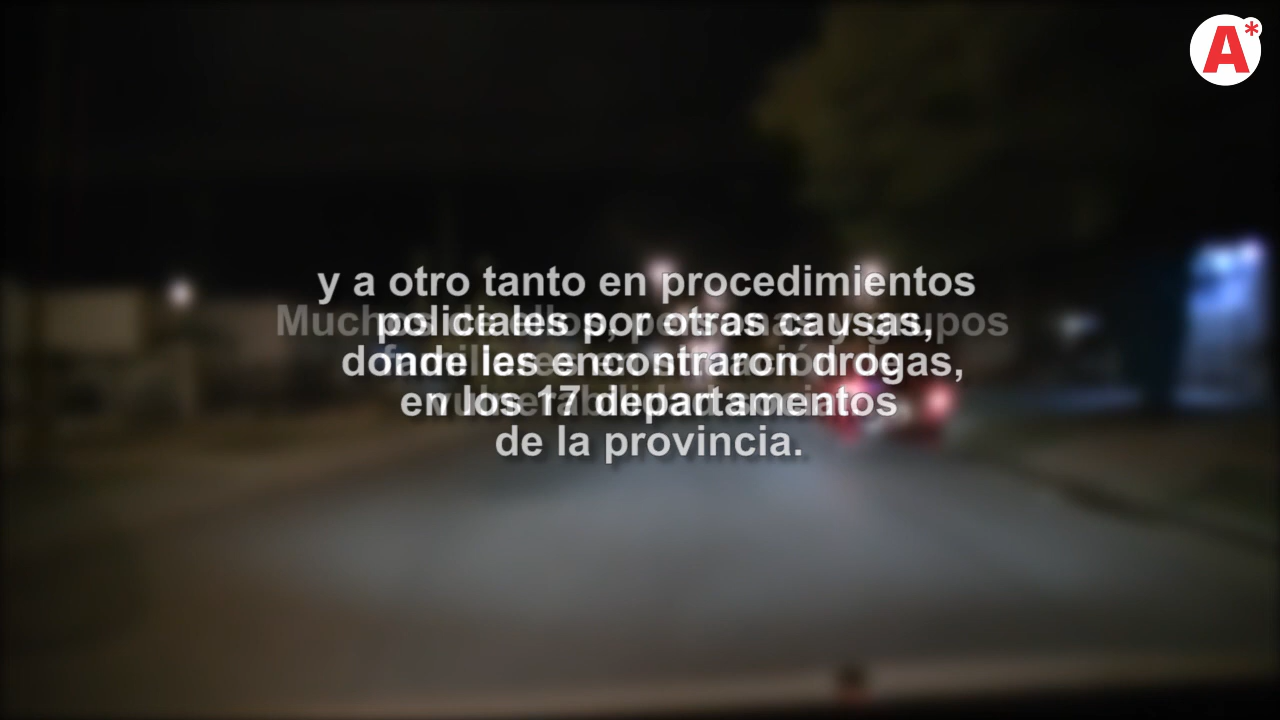 A*
y a otro tanto en procedimientos
policiales por otras causas,
donde les encontraron drogas,
en los 17 departamentos
de la provincia.